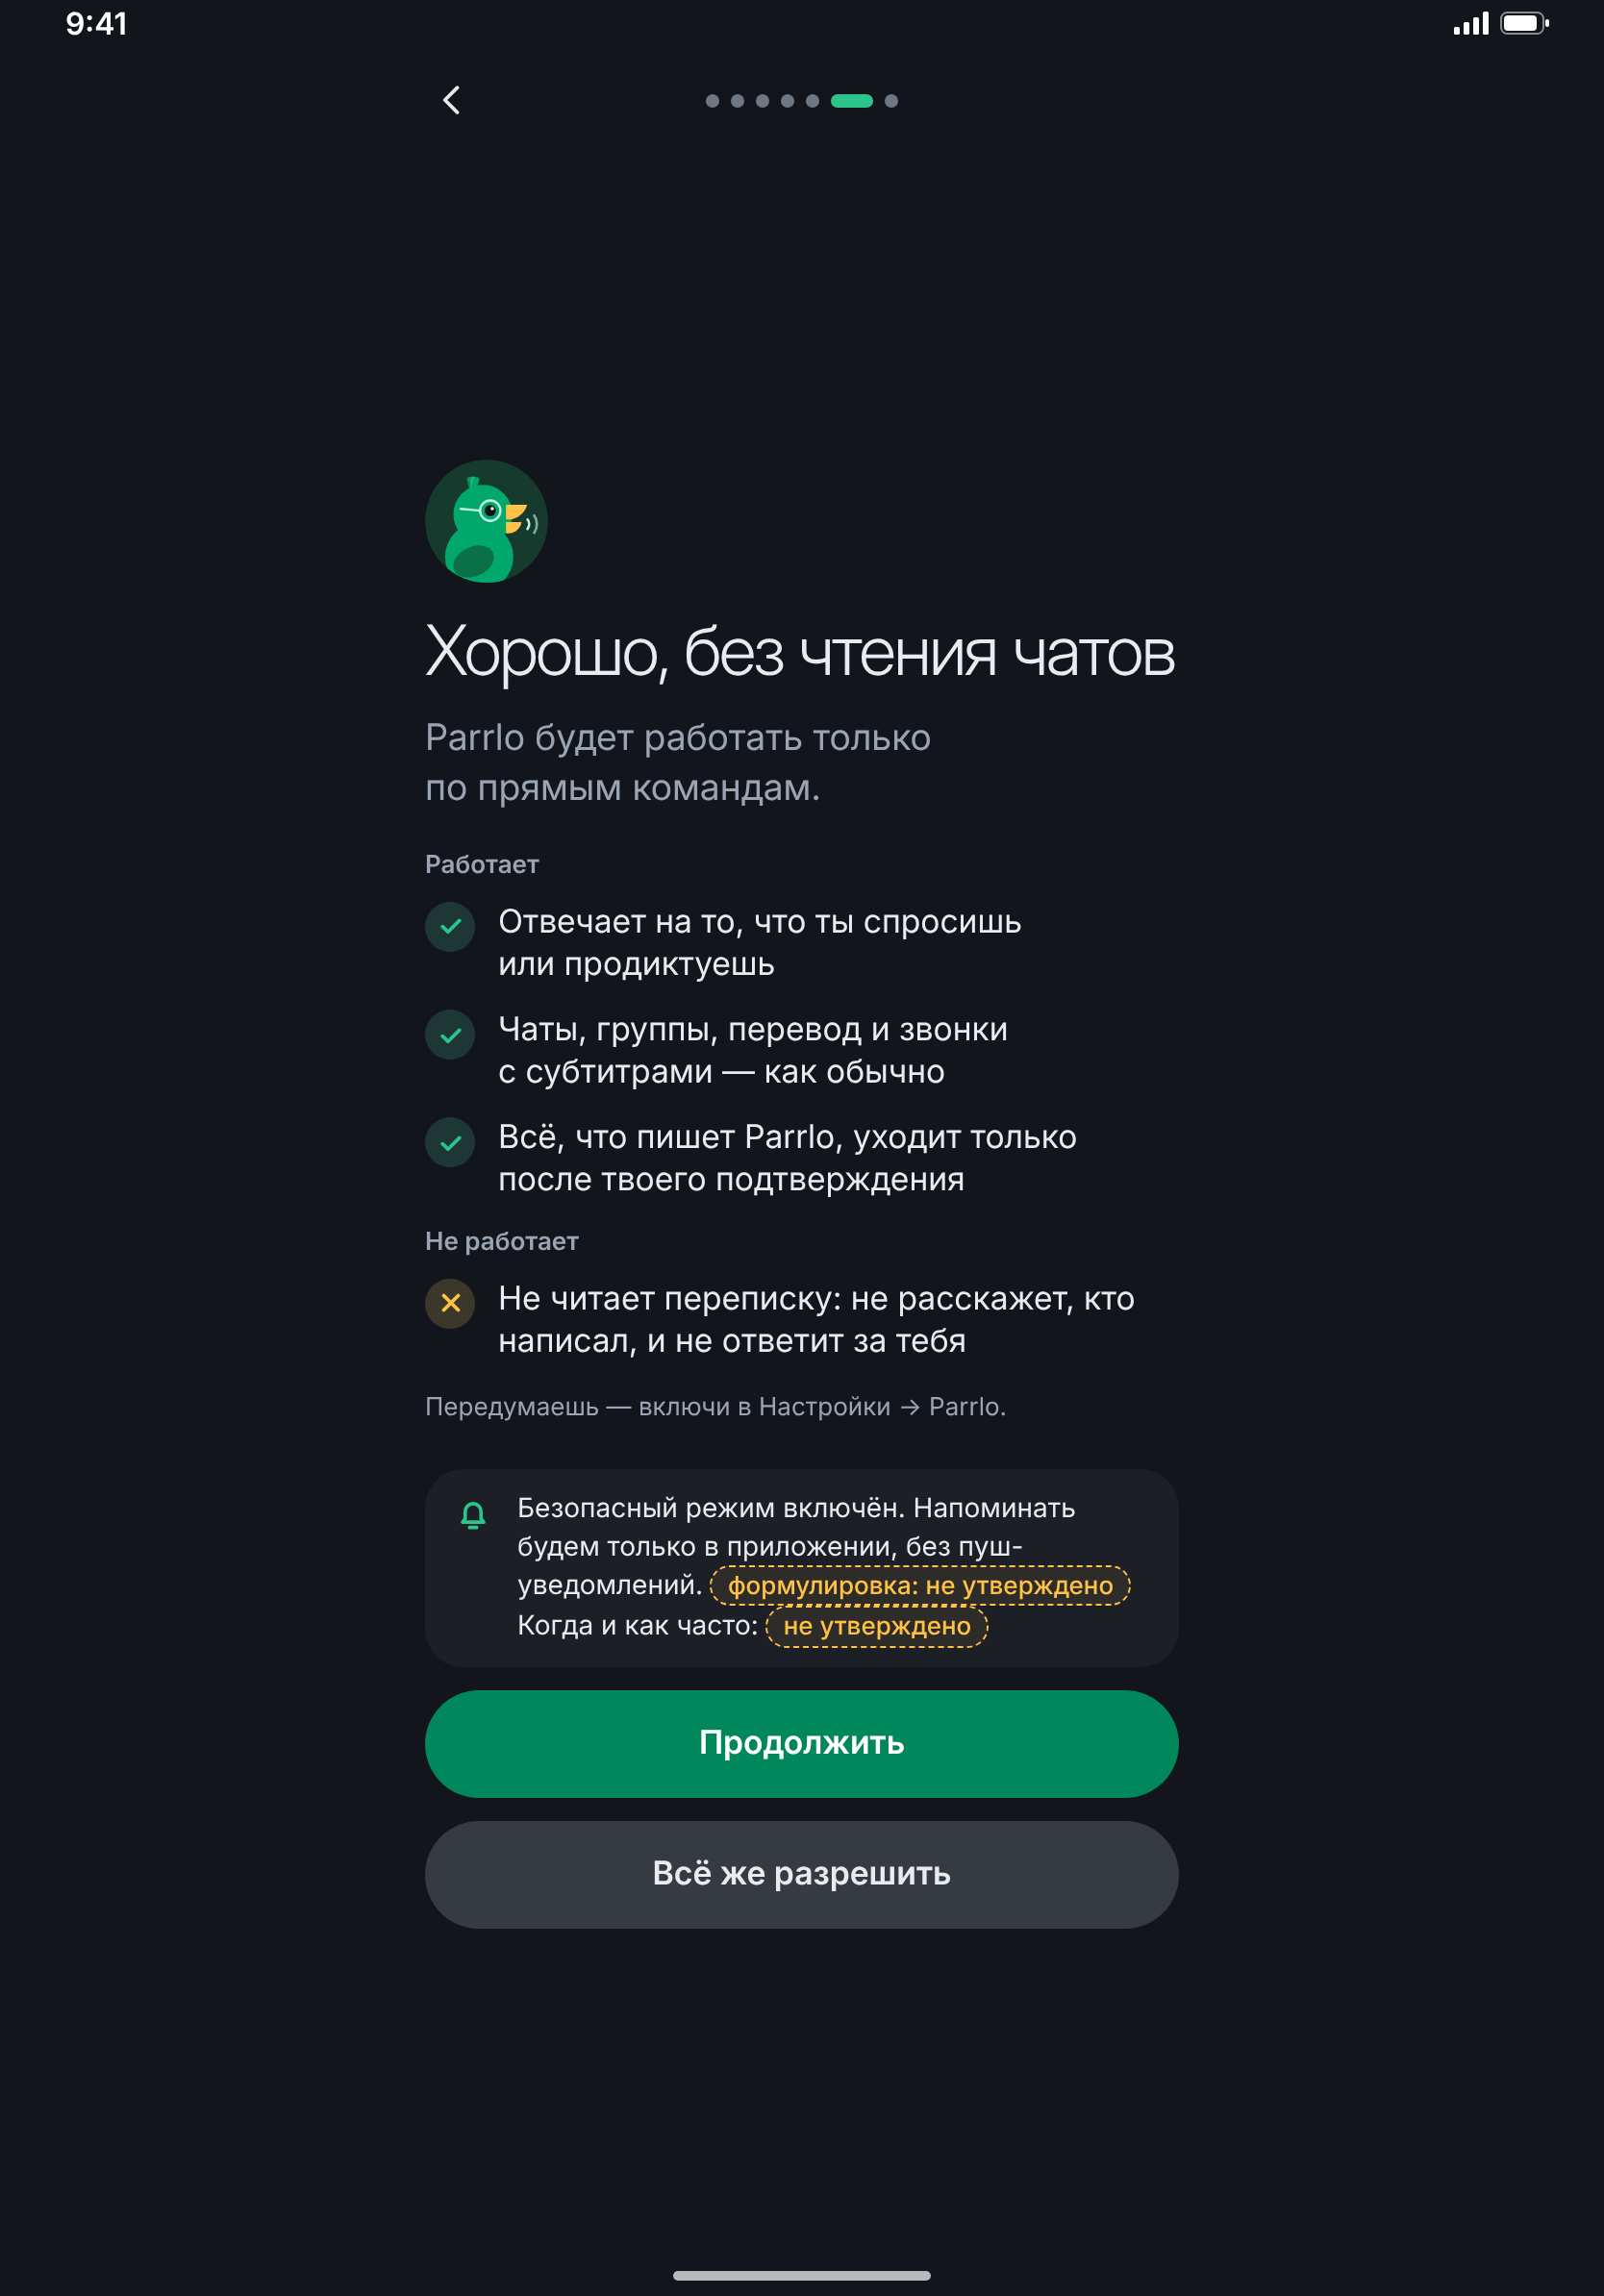 9:41
Хорошо, без чтения чатов
Parrlo будет работать только
по прямым командам.
Работает
Отвечает на то, что ты спросишь
или продиктуешь
Чаты, группы, перевод и звонки
с субтитрами — как обычно
Всё, что пишет Parrlo, уходит только
после твоего подтверждения
Не работает
Не читает переписку: не расскажет, кто
написал, и не ответит за тебя
Передумаешь — включи в Настройки → Parrlo.
Безопасный режим включён. Напоминать
будем только в приложении, без пуш-
уведомлений. формулировка: не утверждено
Когда и как часто: не утверждено
Продолжить
Всё же разрешить